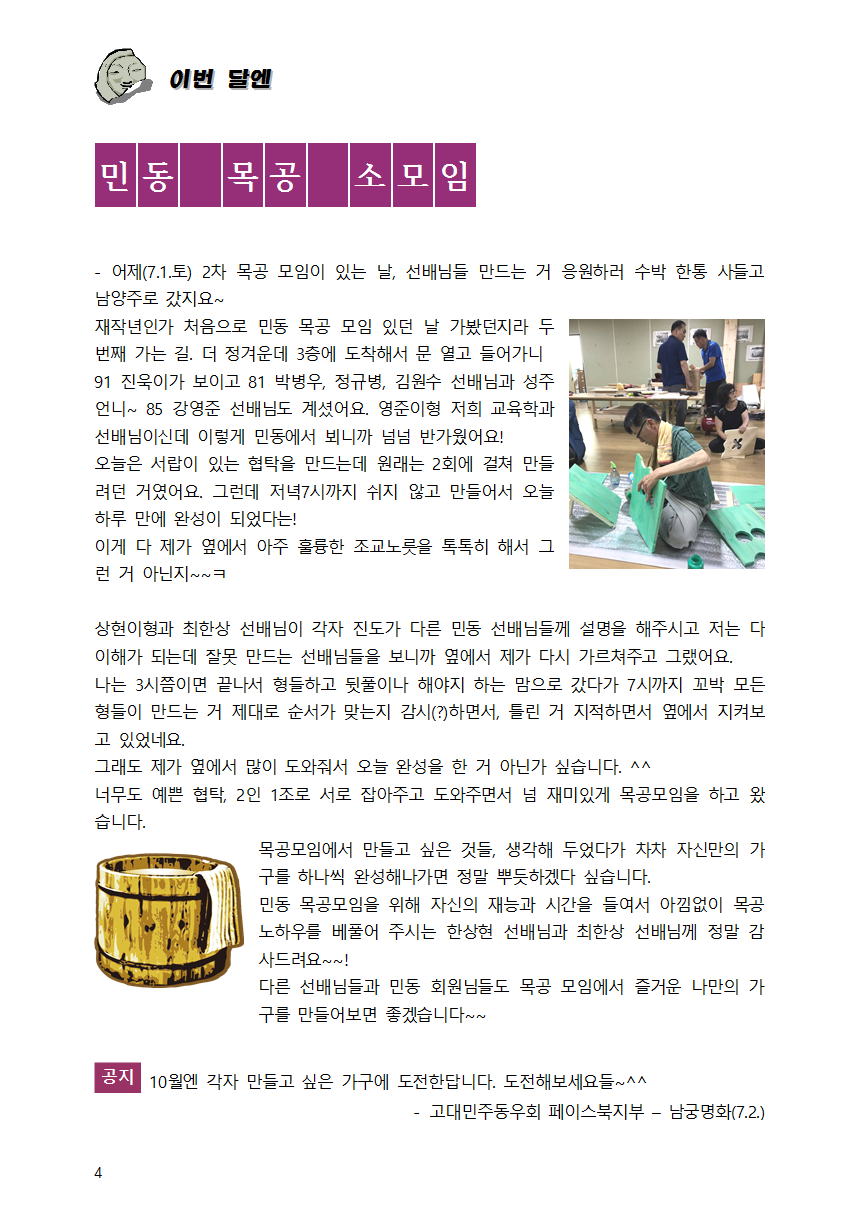 이번 달엔
민동 목공 소모임
- 어제(7.1.토) 2차 목공 모임이 있는 날, 선배님들 만드는 거 응원하러 수박 한통 사들고
남양주로 갔지요~
재작년인가 처음으로 민동 목공 모임 있던 날 가봤던지라 두
번째 가는 길. 더 정겨운데 3층에 도착해서 문 열고 들어가니
91 진욱이가 보이고 81 박병우, 정규병, 김원수 선배님과 성주
언니~ 85 강영준 선배님도 계셨어요. 영준이형 저희 교육학과
선배님이신데 이렇게 민동에서 뵈니까 넘넘 반가웠어요!
오늘은 서랍이 있는 협탁을 만드는데 원래는 2회에 걸쳐 만들
려던 거였어요. 그런데 저녁7시까지 쉬지 않고 만들어서 오늘
하루 만에 완성이 되었다는!
이게 다 제가 옆에서 아주 훌륭한 조교노릇을 톡톡히 해서 그
런 거 아닌지~~ㅋ
상현이형과 최한상 선배님이 각자 진도가 다른 민동 선배님들께 설명을 해주시고 저는 다
이해가 되는데 잘못 만드는 선배님들을 보니까 옆에서 제가 다시 가르쳐주고 그랬어요.
나는 3시쯤이면 끝나서 형들하고 뒷풀이나 해야지 하는 맘으로 갔다가 7시까지 꼬박 모든
형들이 만드는 거 제대로 순서가 맞는지 감시(?)하면서, 틀린 거 지적하면서 옆에서 지켜보
고 있었네요.
그래도 제가 옆에서 많이 도와줘서 오늘 완성을 한 거 아닌가 싶습니다. ^^
너무도 예쁜 협탁, 2인 1조로 서로 잡아주고 도와주면서 넘 재미있게 목공모임을 하고 왔
습니다.
목공모임에서 만들고 싶은 것들, 생각해 두었다가 차차 자신만의 가
구를 하나씩 완성해나가면 정말 뿌듯하겠다 싶습니다.
민동 목공모임을 위해 자신의 재능과 시간을 들여서 아낌없이 목공
노하우를 베풀어 주시는 한상현 선배님과 최한상 선배님께 정말 감
사드려요~~!
다른 선배님들과 민동 회원님들도 목공 모임에서 즐거운 나만의 가
구를 만들어보면 좋겠습니다~~
공지 10월엔 각자 만들고 싶은 가구에 도전한답니다. 도전해보세요들~^^
- 고대민주동우회 페이스북지부 – 남궁명화(7.2.)
4